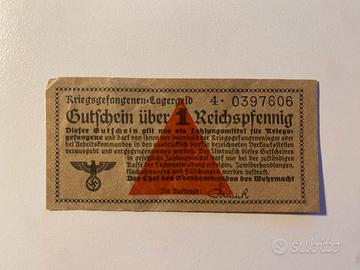 Kriegsgefangenen-Lagergeld 4 • 0397606
Gutschein über 1 Reichspfennig
Dieser Gutschein gilt nur als Zahlungsmittel für Kriegs-
gefangene und darf von ihnen nur innerhalb der Kriegsgefangenenlager oder
bei Arbeitskommandos in den ausdrücklich hierfür bezeichneten Verkaufsstellen
verausgabt und entgegengenommen werden. Der Umtausch dieses Gutscheines
in gesetzliche Zahlungsmittel darf nur bei der zuständigen
Kasse der Lagerverwaltung erfolgen. Zuwiderhandlungen,
Nachahmungen und Fälschungen werden bestraft.
Der Chef des Oberkommandos der Wehrmacht
Im Auftrage:
subito